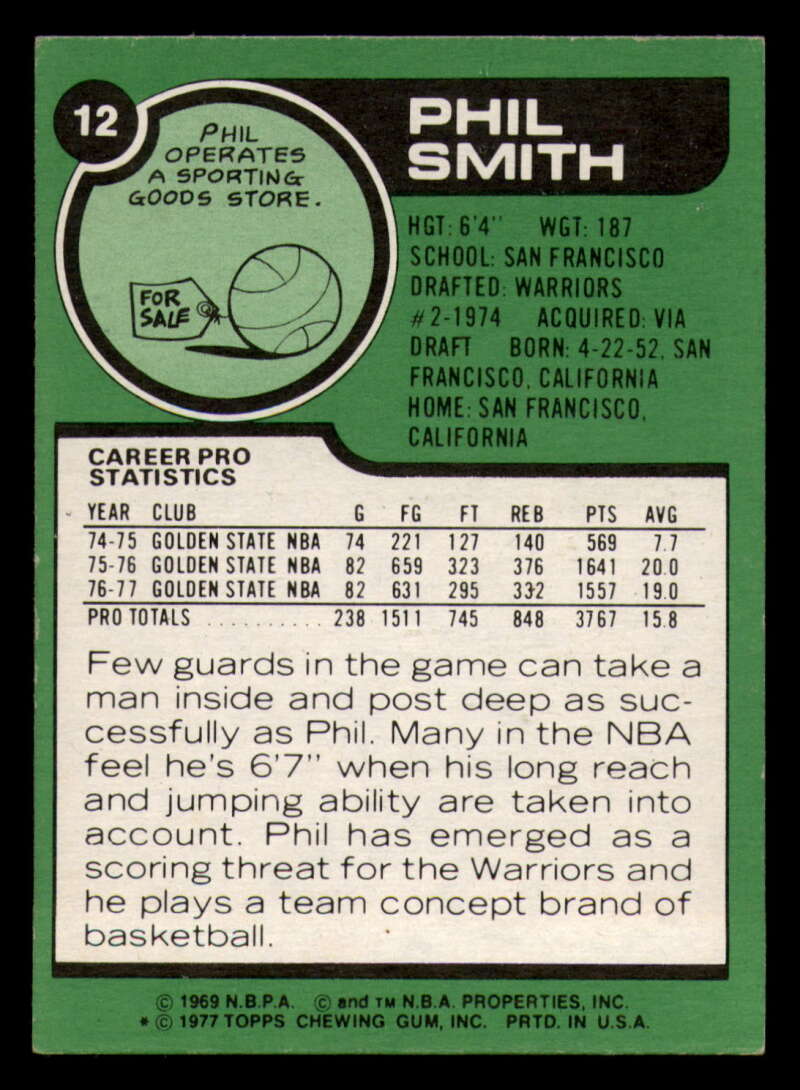 12
PHIL
OPERATES
A SPORTING
GOODS STORE.
FOR
SALE
PHIL
SMITH
HGT: 6'4" WGT: 187
SCHOOL: SAN FRANCISCO
DRAFTED: WARRIORS
#2-1974 ACQUIRED: VIA
DRAFT BORN: 4-22-52, SAN
FRANCISCO, CALIFORNIA
HOME: SAN FRANCISCO,
CALIFORNIA
CAREER PRO
STATISTICS
YEAR CLUB G FG FT REB PTS AVG
74-75 GOLDEN STATE NBA 74 221 127 140 569 7.7
75-76 GOLDEN STATE NBA 82 659 323 376 1641 20.0
76-77 GOLDEN STATE NBA 82 631 295 332 1557 19.0
PRO TOTALS .......... 238 1511 745 848 3767 15.8
Few guards in the game can take a
man inside and post deep as suc-
cessfully as Phil. Many in the NBA
feel he's 6'7" when his long reach
and jumping ability are taken into
account. Phil has emerged as a
scoring threat for the Warriors and
he plays a team concept brand of
basketball.
© 1969 N.B.P.A. © and TM N.B.A. PROPERTIES, INC.
* © 1977 TOPPS CHEWING GUM, INC. PRTD. IN U.S.A.